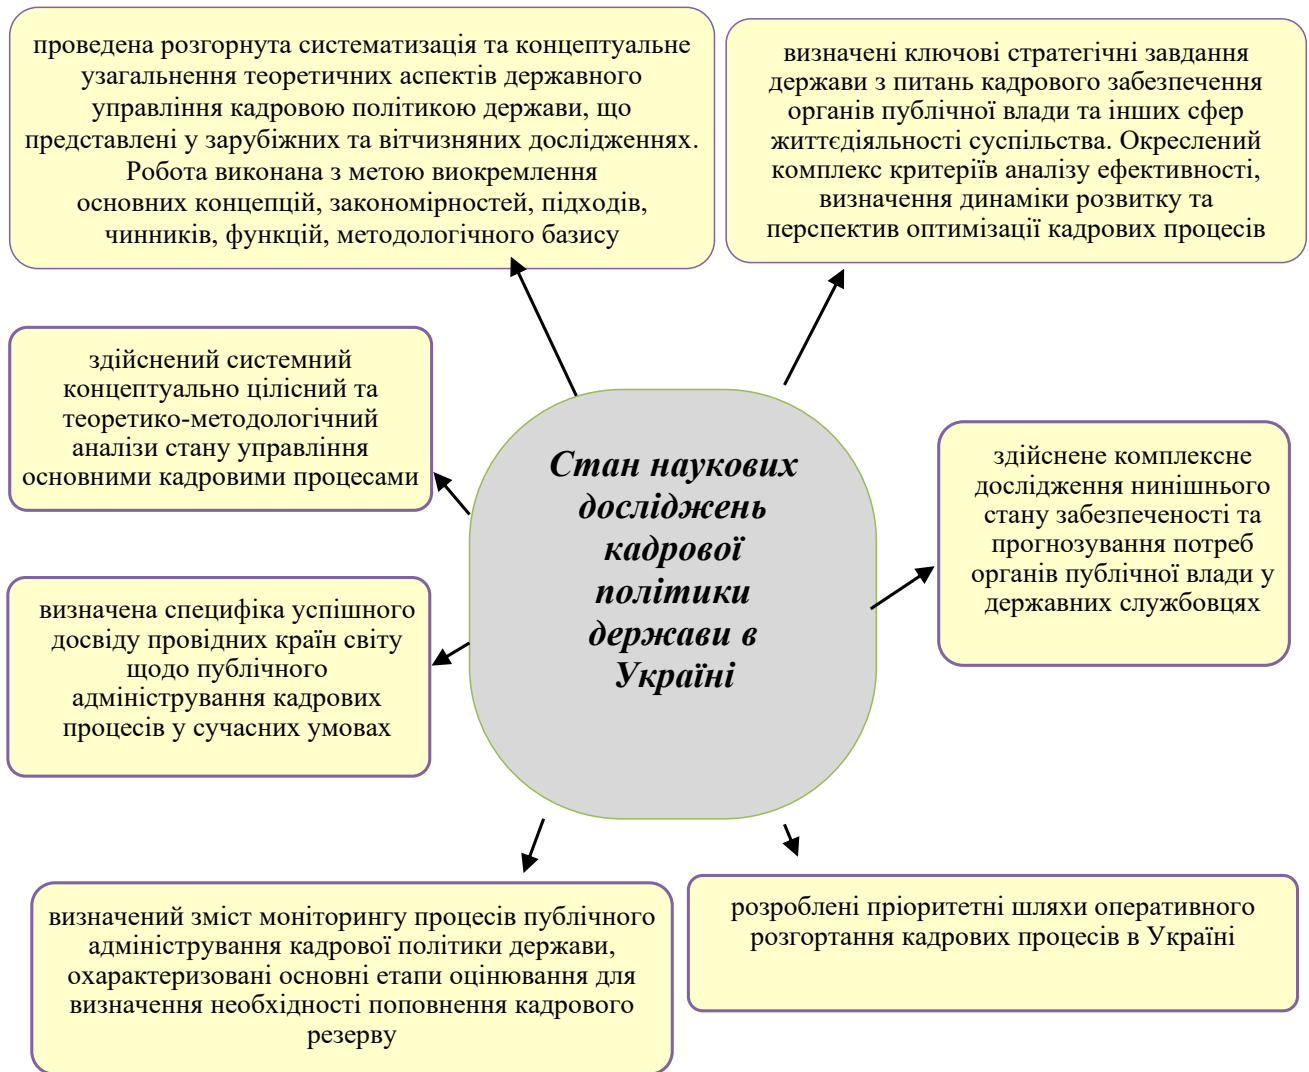 проведена розгорнута систематизація та концептуальне
узагальнення теоретичних аспектів державного
управління кадровою політикою держави, що
представлені у зарубіжних та вітчизняних дослідженнях.
Робота виконана з метою виокремлення
основних концепцій, закономірностей, підходів,
чинників, функцій, методологічного базису
визначені ключові стратегічні завдання
держави з питань кадрового забезпечення
органів публічної влади та інших сфер
життєдіяльності суспільства. Окреслений
комплекс критеріїв аналізу ефективності,
визначення динаміки розвитку та
перспектив оптимізації кадрових процесів
здійснений системний
концептуально цілісний та
теоретико-методологічний
аналізи стану управління
основними кадровими процесами
Стан наукових
досліджень
кадрової
політики
держави в
Україні
здійснене комплексне
дослідження нинішнього
стану забезпеченості та
прогнозування потреб
органів публічної влади у
державних службовцях
визначена специфіка успішного
досвіду провідних країн світу
щодо публічного
адміністрування кадрових
процесів у сучасних умовах
визначений зміст моніторингу процесів публічного
адміністрування кадрової політики держави,
охарактеризовані основні етапи оцінювання для
визначення необхідності поповнення кадрового
резерву
розроблені пріоритетні шляхи оперативного
розгортання кадрових процесів в Україні